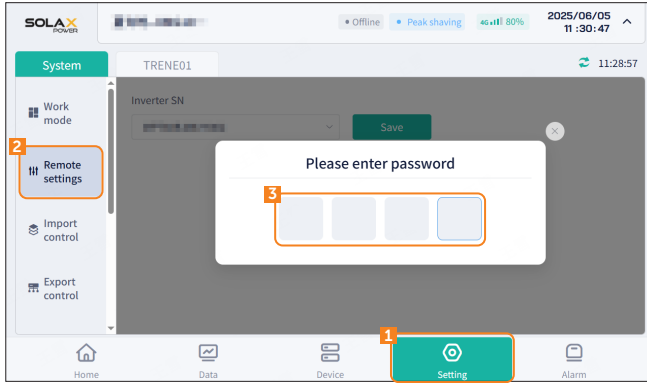 SOLAX
POWER
Offline
Peak shaving
4G 80%
2025/06/05
11 :30: 47
System
TRENE01
11:28:57
Work
mode
Inverter SN
Save
2
Remote
settings
Please enter password
3
Import
control
Export
control
1
Home
Data
Device
Setting
Alarm